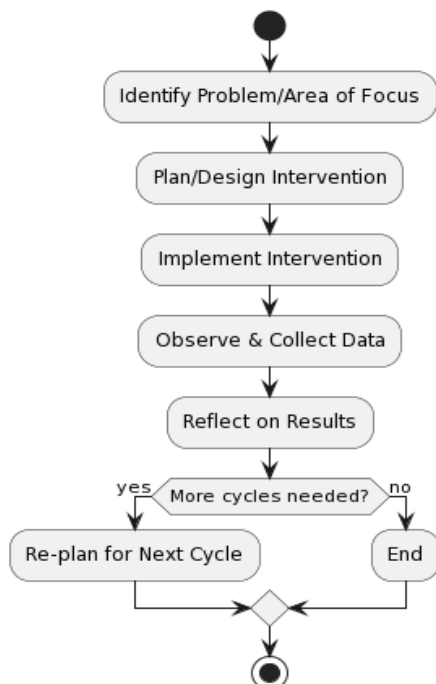 Identify Problem/Area of Focus
Plan/Design Intervention
Implement Intervention
Observe & Collect Data
Reflect on Results
yes
More cycles needed?
no
Re-plan for Next Cycle
End